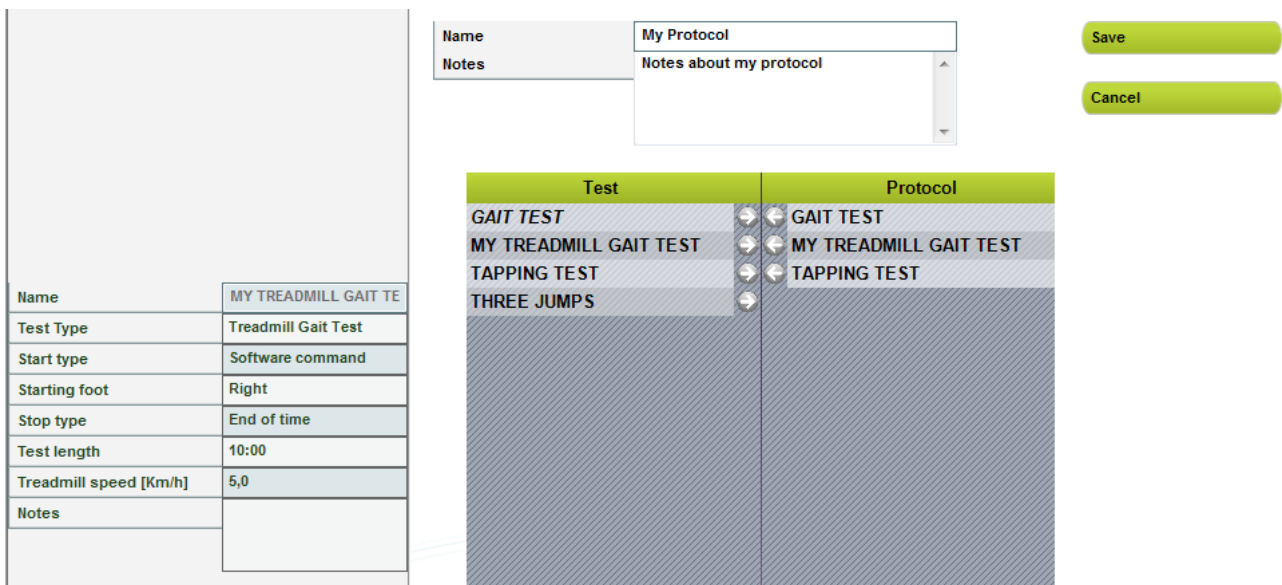 Name My Protocol
Notes Notes about my protocol
Save
Cancel
Test Protocol
GAIT TEST GAIT TEST
MY TREADMILL GAIT TEST MY TREADMILL GAIT TEST
TAPPING TEST TAPPING TEST
THREE JUMPS
Name MY TREADMILL GAIT TE
Test Type Treadmill Gait Test
Start type Software command
Starting foot Right
Stop type End of time
Test length 10:00
Treadmill speed [Km/h] 5,0
Notes